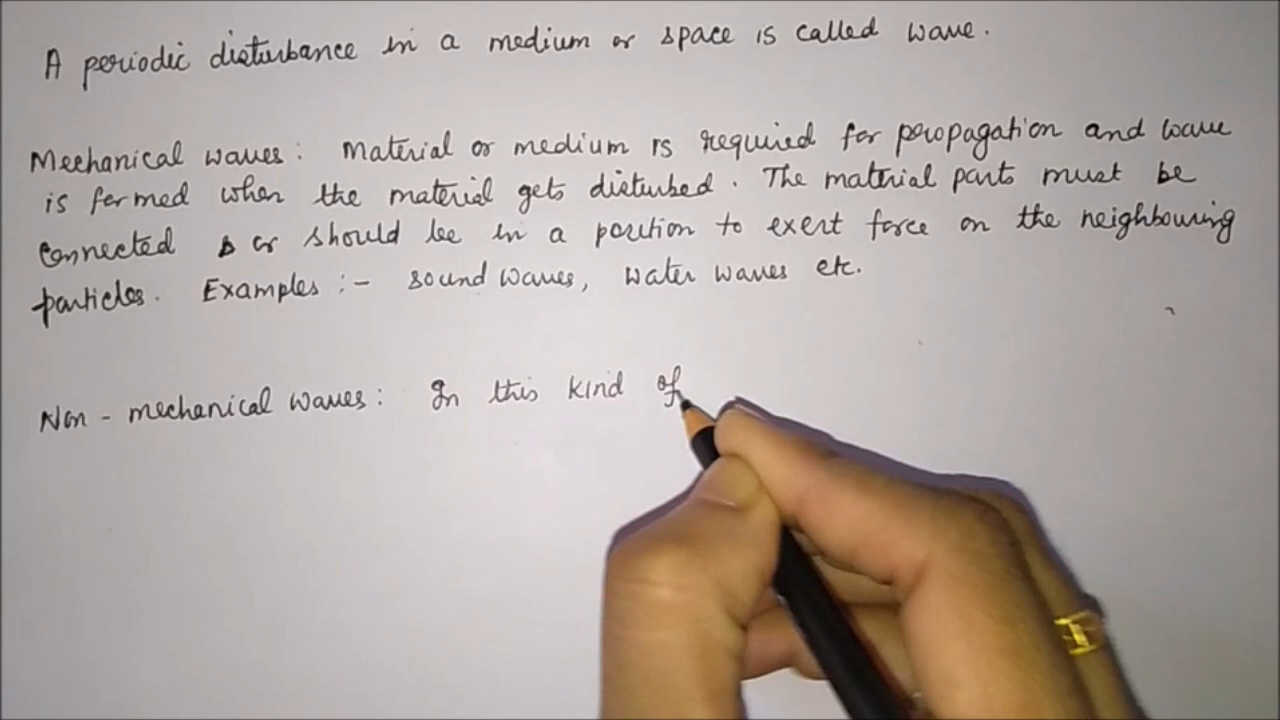 A periodic disturbance in a medium or space is called wave.
Mechanical waves: Material or medium is required for propagation and wave
is formed when the material gets disturbed. The material parts must be
connected or should be in a position to exert force on the neighbouring
particles. Examples :- sound waves, water waves etc.
Non-mechanical waves: In this kind of